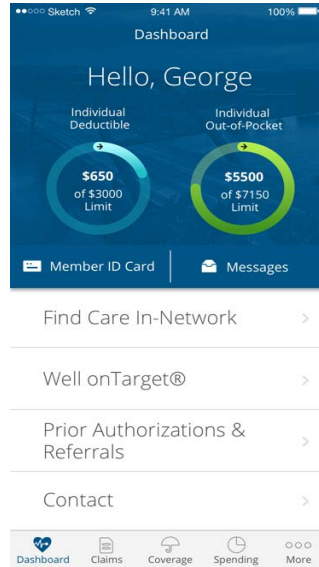 Sketch 9:41 AM 100%
Dashboard
Hello, George
Individual
Deductible
$650
of $3000
Limit
Individual
Out-of-Pocket
$5500
of $7150
Limit
Member ID Card
Messages
Find Care In-Network
Well onTarget®
Prior Authorizations &
Referrals
Contact
Dashboard Claims Coverage Spending More